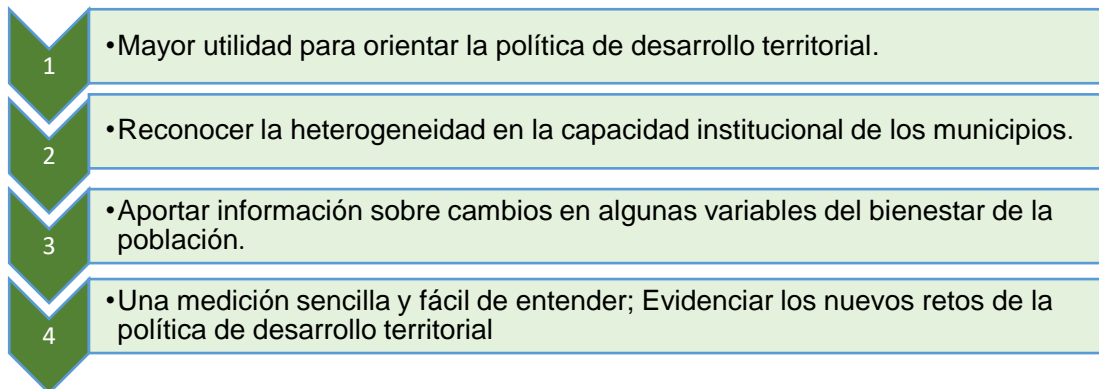 1
•Mayor utilidad para orientar la política de desarrollo territorial.
2
•Reconocer la heterogeneidad en la capacidad institucional de los municipios.
3
•Aportar información sobre cambios en algunas variables del bienestar de la
población.
4
•Una medición sencilla y fácil de entender; Evidenciar los nuevos retos de la
política de desarrollo territorial